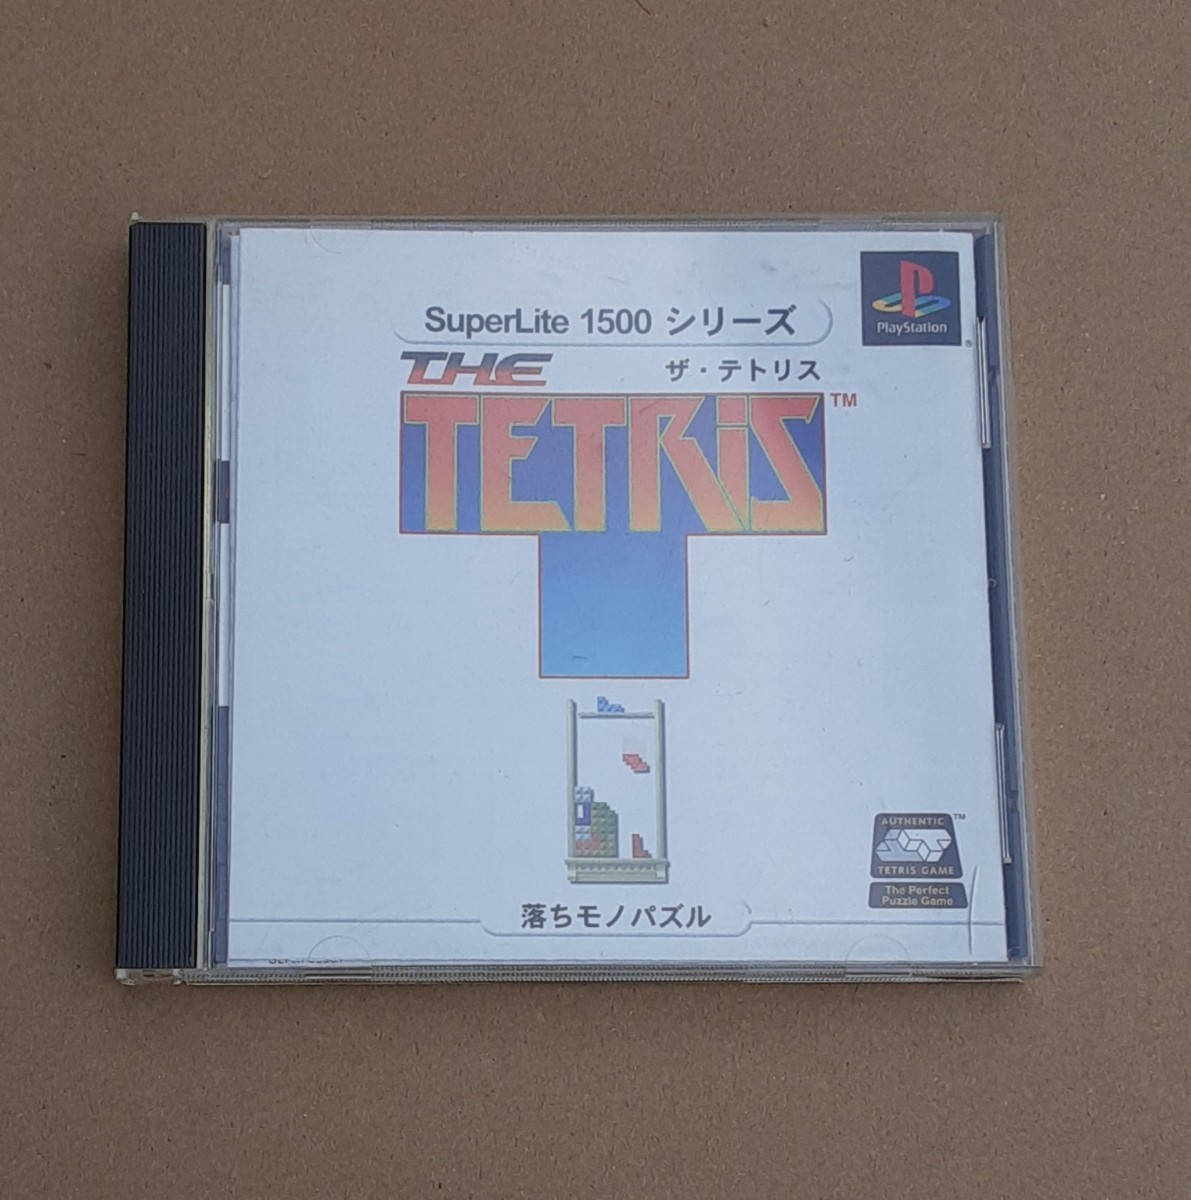 SuperLite 1500 シリーズ
PlayStation
®
THE
ザ・テトリス
TETRIS™
AUTHENTIC
TETRIS GAME
™
The Perfect
Puzzle Game
落ちモノパズル